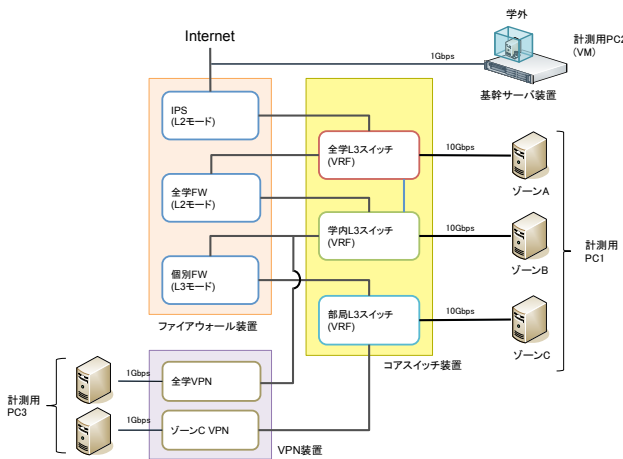 学外
Internet
計測用PC2
(VM)
1Gbps
基幹サーバ装置
IPS
(L2モード)
全学L3スイッチ
(VRF)
10Gbps
ゾーンA
全学FW
(L2モード)
学内L3スイッチ
(VRF)
10Gbps
ゾーンB
計測用
PC1
個別FW
(L3モード)
部局L3スイッチ
(VRF)
10Gbps
ゾーンC
ファイアウォール装置
コアスイッチ装置
計測用
PC3
1Gbps
全学VPN
1Gbps
ゾーンC VPN
VPN装置